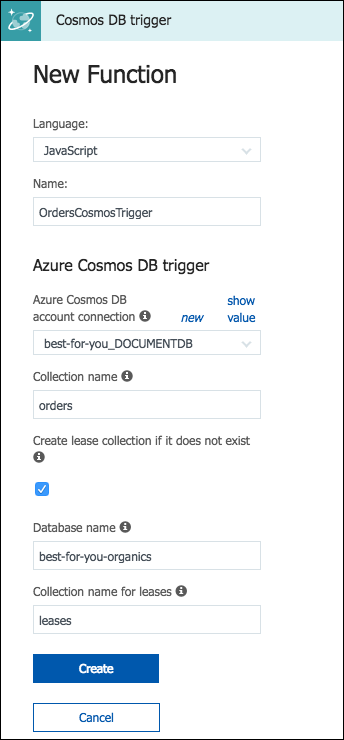 Cosmos DB trigger
New Function
Language:
JavaScript
Name:
OrdersCosmosTrigger
Azure Cosmos DB trigger
Azure Cosmos DB show
account connection new value
best-for-you_DOCUMENTDB
Collection name
orders
Create lease collection if it does not exist
Database name
best-for-you-organics
Collection name for leases
leases
Create
Cancel